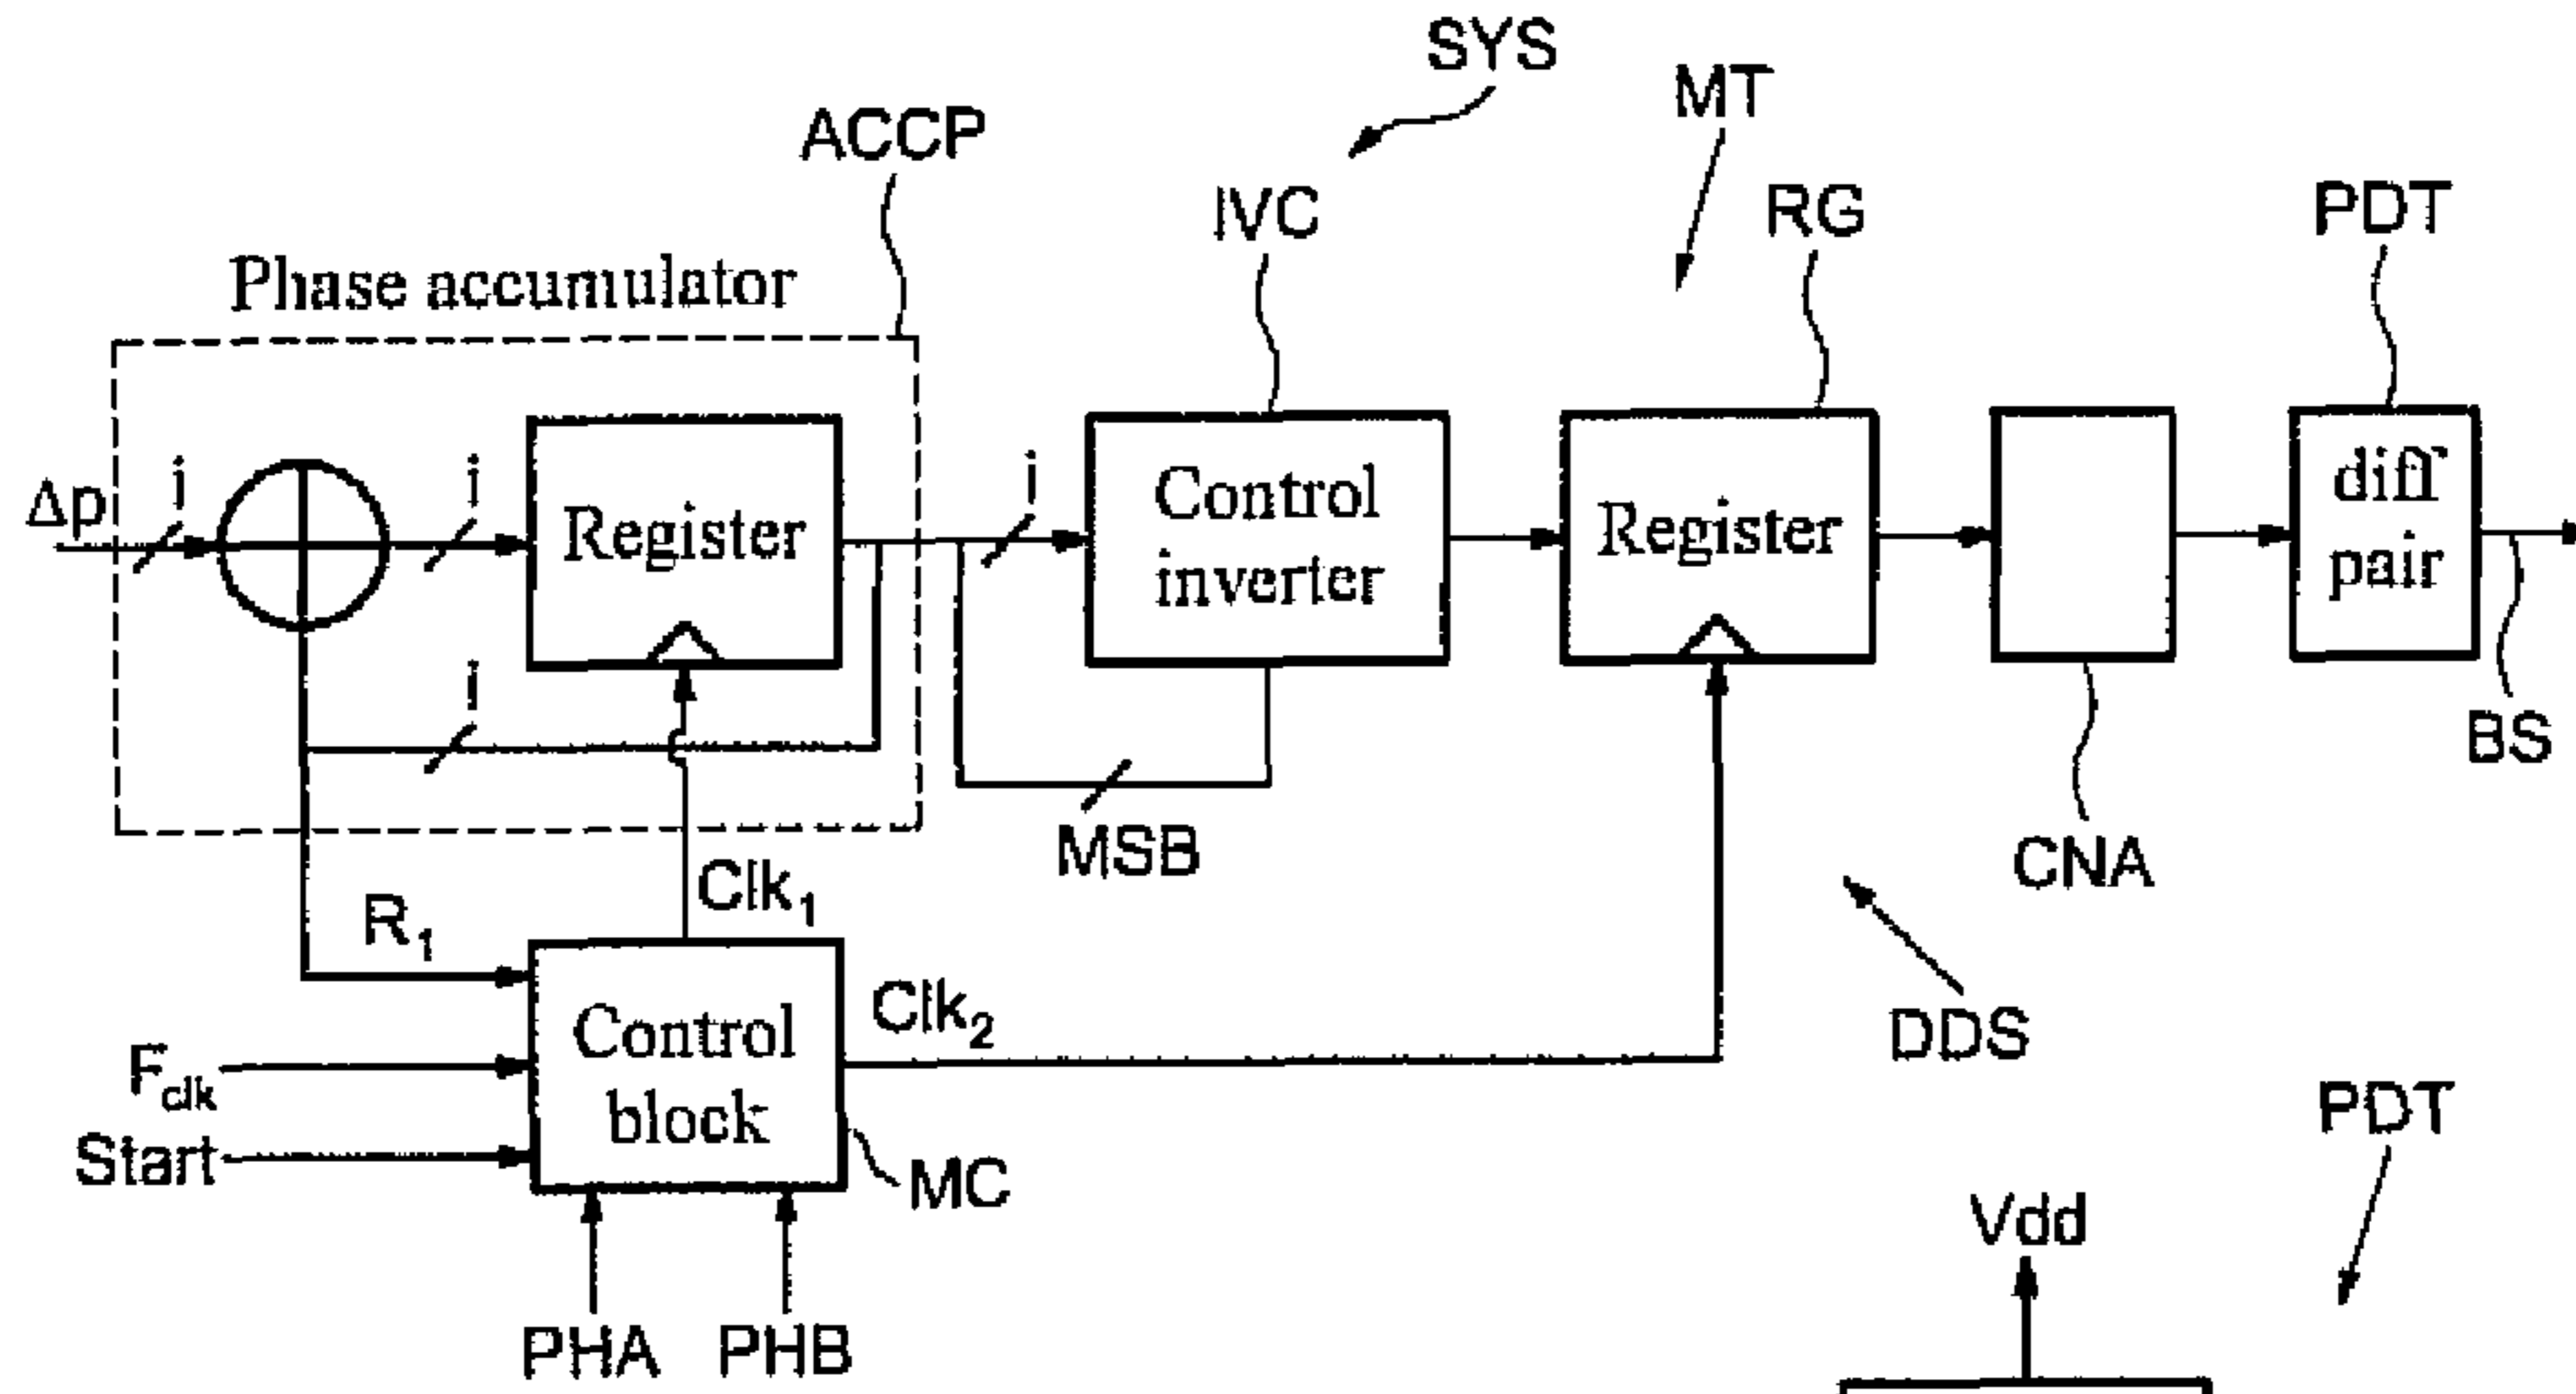 SYS
MT
ACCP
IVC
RG
PDT
Phase accumulator
Δp
j
j
Register
j
j
Control
inverter
Register
diff
pair
BS
MSB
CNA
Clk1
R1
Clk2
DDS
Control
block
Fclk
Start
MC
PHA
PHB
PDT
Vdd